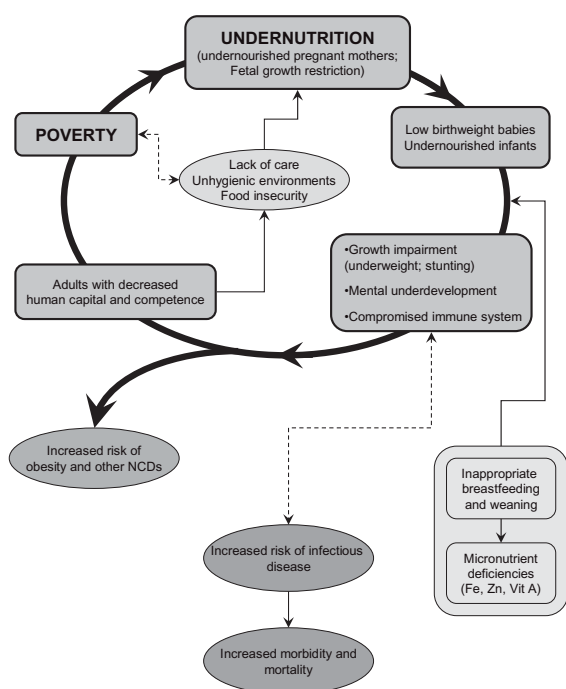 UNDERNUTRITION
(undernourished pregnant mothers;
Fetal growth restriction)
POVERTY
Low birthweight babies
Undernourished infants
Lack of care
Unhygienic environments
Food insecurity
•Growth impairment
(underweight; stunting)
•Mental underdevelopment
•Compromised immune system
Adults with decreased
human capital and competence
Increased risk of
obesity and other NCDs
Inappropriate
breastfeeding
and weaning
Micronutrient
deficiencies
(Fe, Zn, Vit A)
Increased risk of infectious
disease
Increased morbidity and
mortality